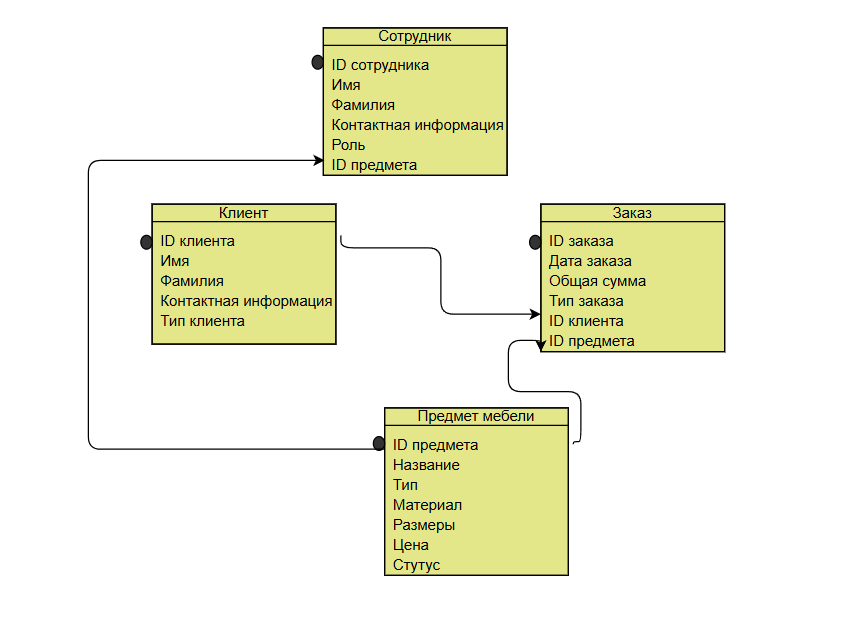 Сотрудник
ID сотрудника
Имя
Фамилия
Контактная информация
Роль
ID предмета
Клиент
ID клиента
Имя
Фамилия
Контактная информация
Тип клиента
Заказ
ID заказа
Дата заказа
Общая сумма
Тип заказа
ID клиента
ID предмета
Предмет мебели
ID предмета
Название
Тип
Материал
Размеры
Цена
Стутус